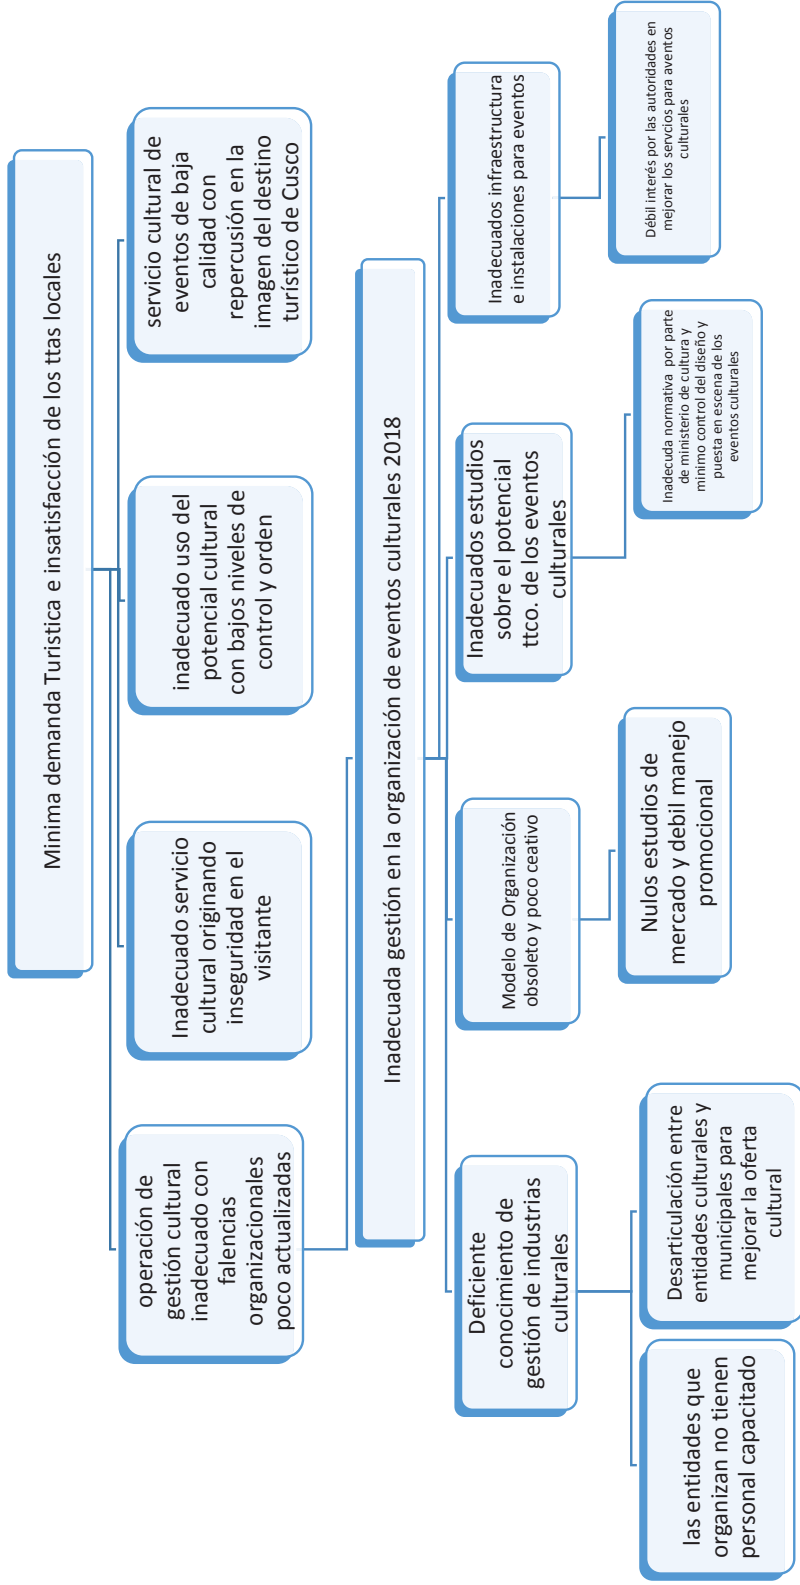 Minima demanda Turistica e insatisfacción de los ttas locales
operación de
gestión cultural
inadecuado con
falencias
organizacionales
poco actualizadas
Inadecuado servicio
cultural originando
inseguridad en el
visitante
inadecuado uso del
potencial cultural
con bajos niveles de
control y orden
servicio cultural de
eventos de baja
calidad con
repercusión en la
imagen del destino
turístico de Cusco
Inadecuada gestión en la organización de eventos culturales 2018
Deficiente
conocimiento de
gestión de industrias
culturales
Modelo de Organización
obsoleto y poco ceativo
Inadecuados estudios
sobre el potencial
ttco. de los eventos
culturales
Inadecuados infraestructura
e instalaciones para eventos
las entidades que
organizan no tienen
personal capacitado
Desarticulación entre
entidades culturales y
municipales para
mejorar la oferta
cultural
Nulos estudios de
mercado y debil manejo
promocional
Inadecuda normativa por parte
de ministerio de cultura y
minimo control del diseño y
puesta en escena de los
eventos culturales
Débil interés por las autoridades en
mejorar los servcios para aventos
culturales